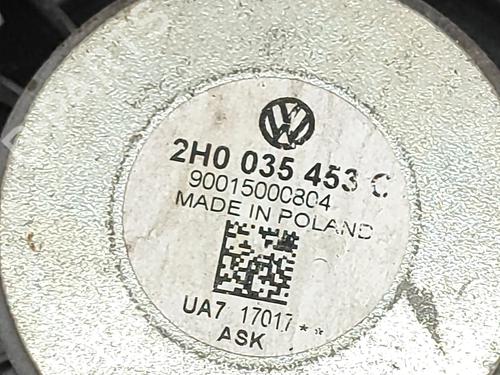 2H0 035 453 C
90015000804
MADE IN POLAND
UA7 17017**
ASK